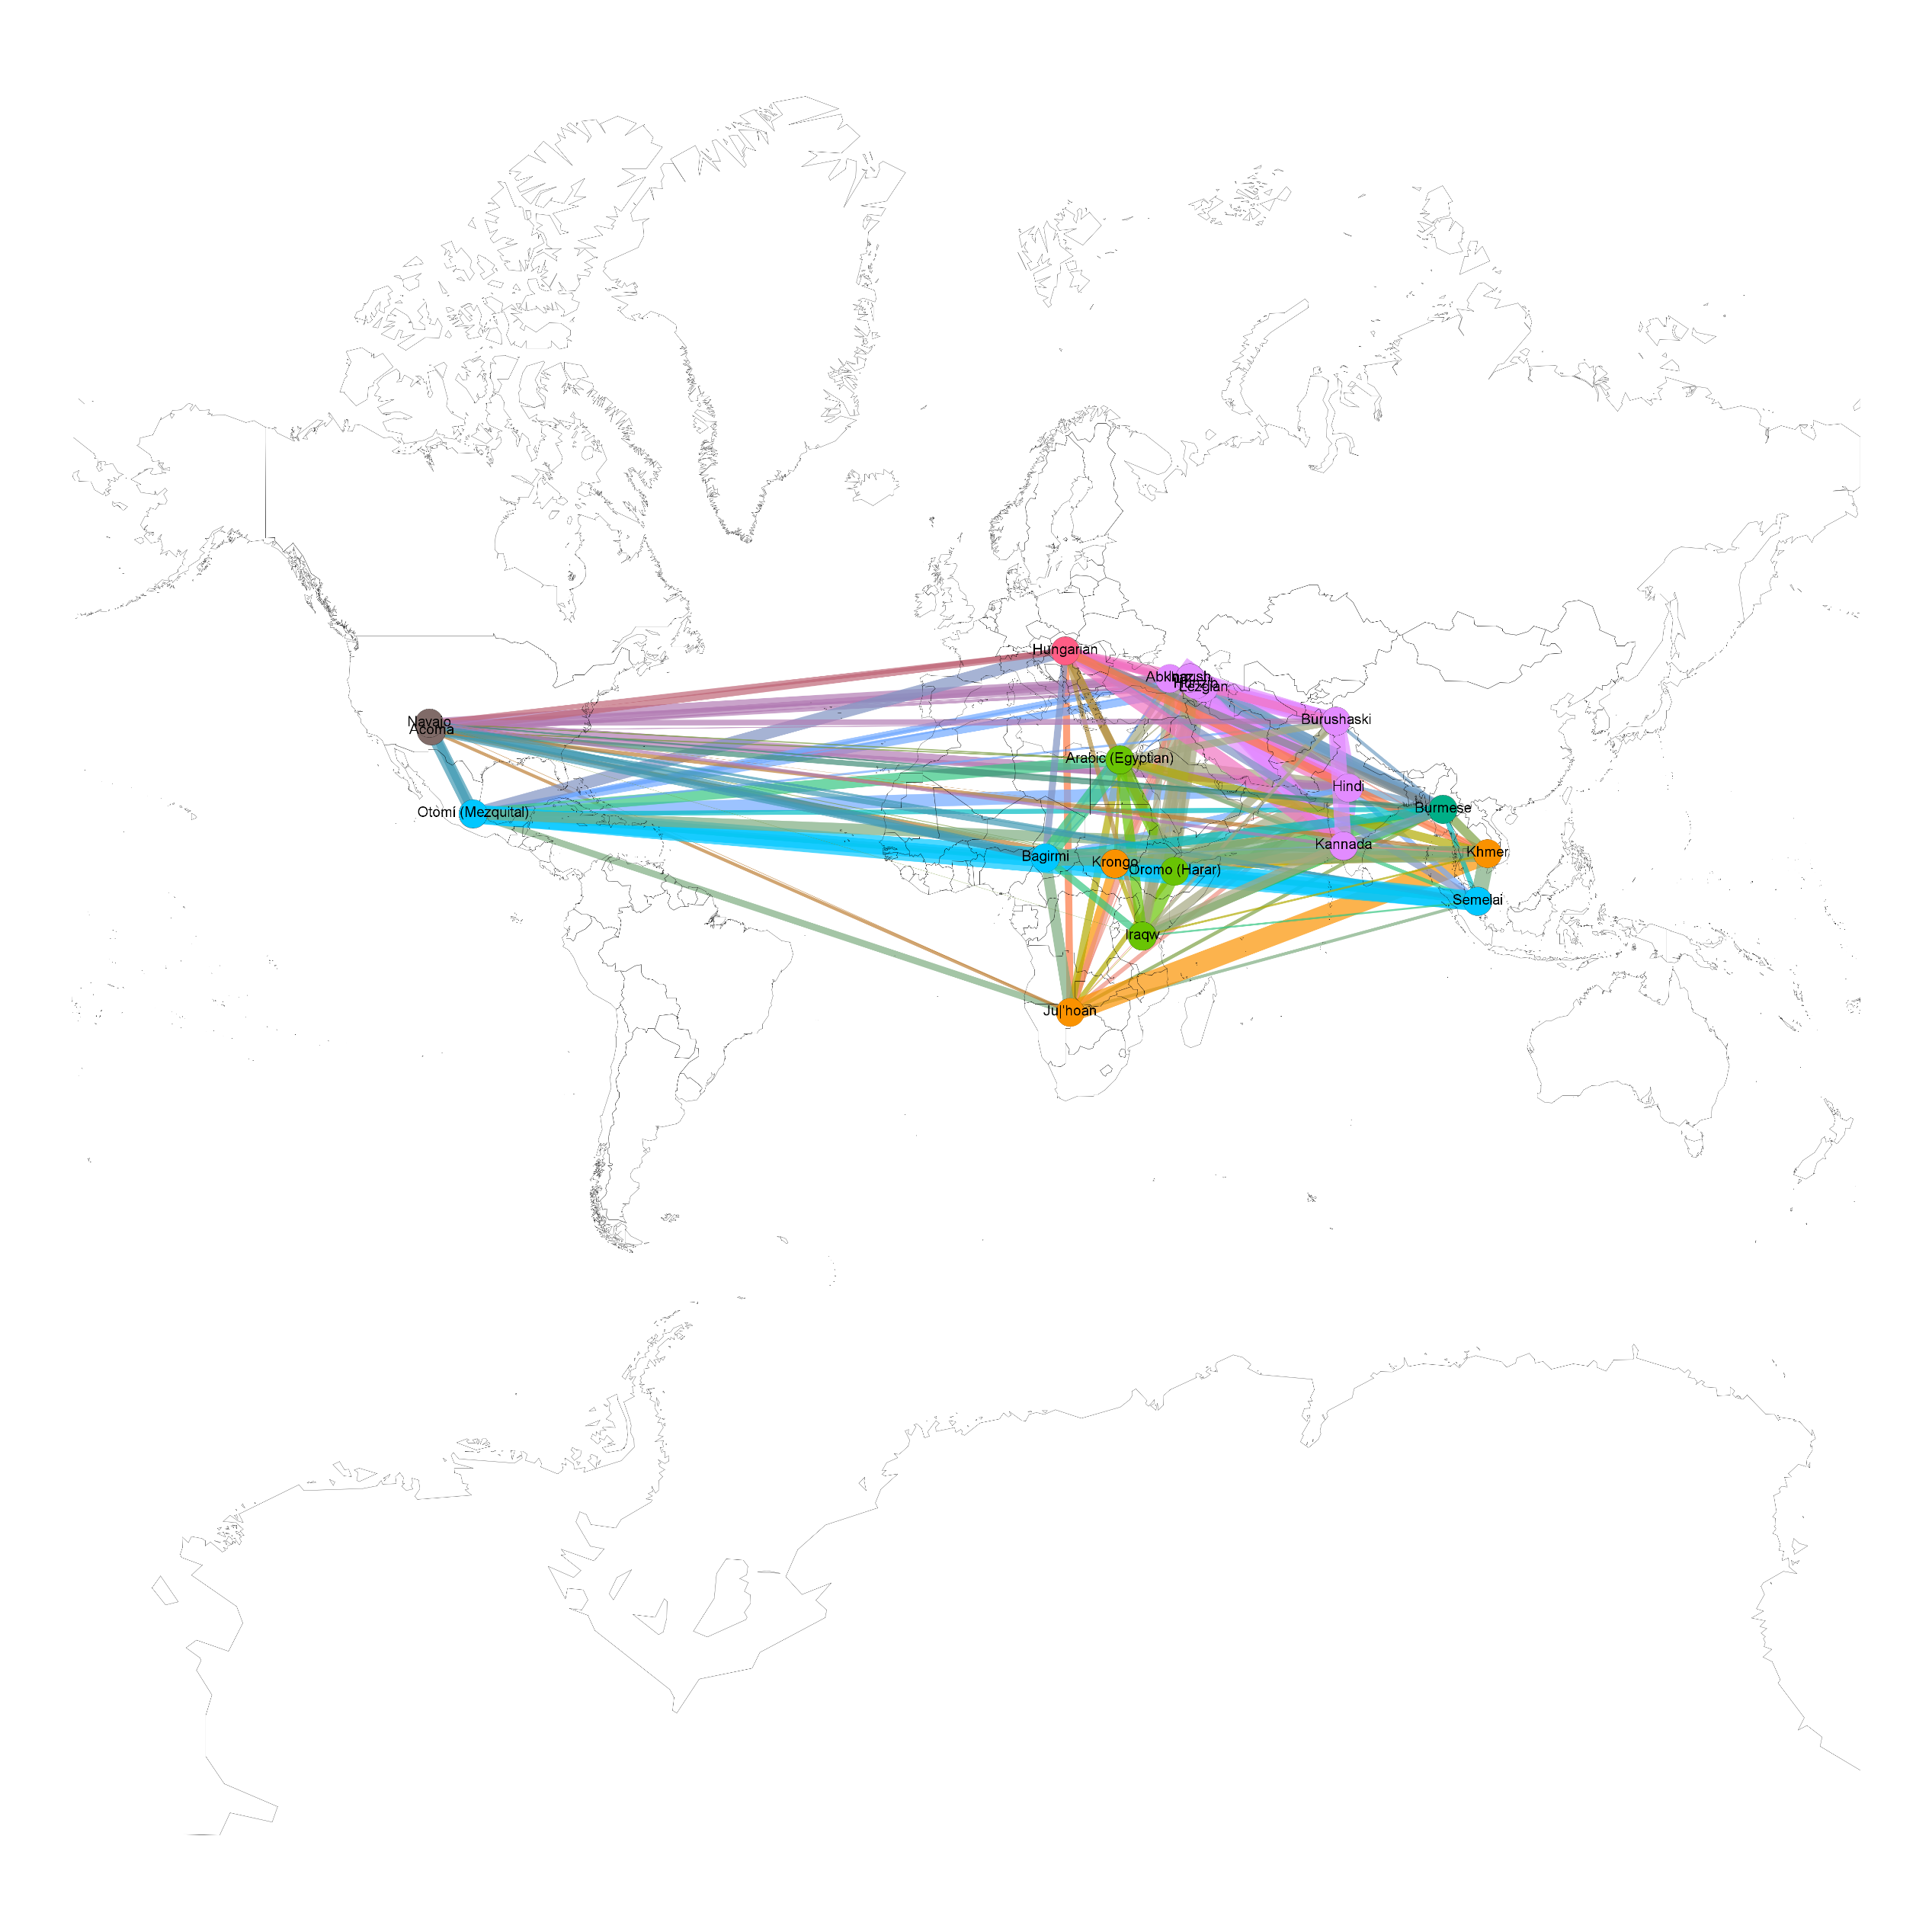 Hungarian
Abkhaz
Lezgian
Navajo
Acoma
Burushaski
Arabic (Egyptian)
Hindi
Otomí (Mezquital)
Burmese
Kannada
Khmer
Bagirmi
Krongo
Oromo (Harar)
Semelai
Iraqw
Ju|'hoan